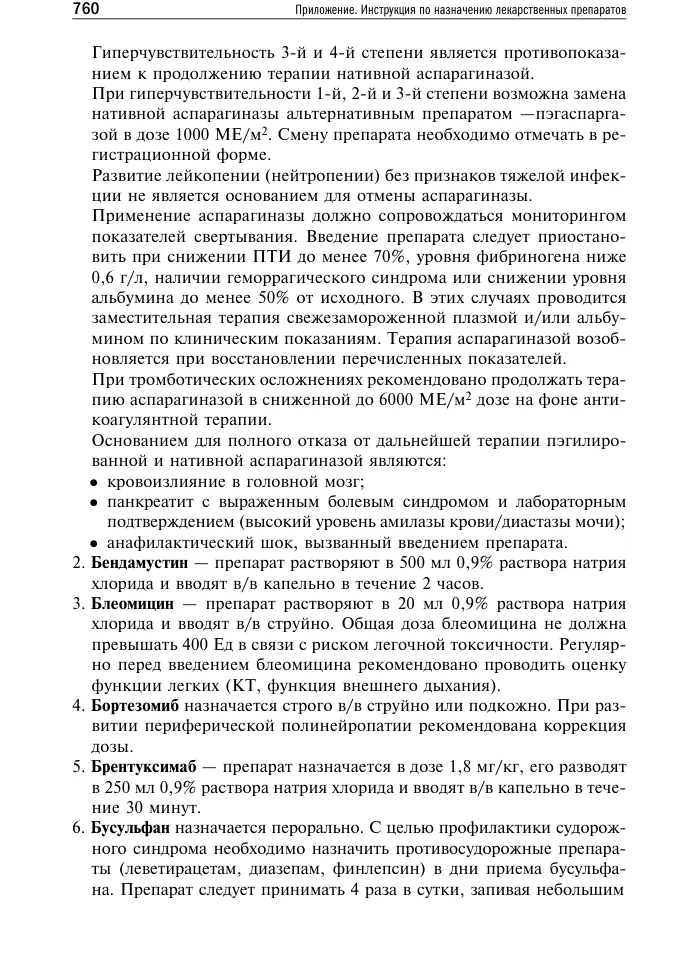 760
Приложение. Инструкция по назначению лекарственных препаратов
Гиперчувствительность 3-й и 4-й степени является противопоказа-
нием к продолжению терапии нативной аспарагиназой.
При гиперчувствительности 1-й, 2-й и 3-й степени возможна замена
нативной аспарагиназы альтернативным препаратом —пэгаспарга-
зой в дозе 1000 МЕ/м². Смену препарата необходимо отмечать в ре-
гистрационной форме.
Развитие лейкопении (нейтропении) без признаков тяжелой инфек-
ции не является основанием для отмены аспарагиназы.
Применение аспарагиназы должно сопровождаться мониторингом
показателей свертывания. Введение препарата следует приостано-
вить при снижении ПТИ до менее 70%, уровня фибриногена ниже
0,6 г/л, наличии геморрагического синдрома или снижении уровня
альбумина до менее 50% от исходного. В этих случаях проводится
заместительная терапия свежезамороженной плазмой и/или альбу-
мином по клиническим показаниям. Терапия аспарагиназой возоб-
новляется при восстановлении перечисленных показателей.
При тромботических осложнениях рекомендовано продолжать тера-
пию аспарагиназой в сниженной до 6000 МЕ/м² дозе на фоне анти-
коагулянтной терапии.
Основанием для полного отказа от дальнейшей терапии пэгилиро-
ванной и нативной аспарагиназой являются:
• кровоизлияние в головной мозг;
• панкреатит с выраженным болевым синдромом и лабораторным
подтверждением (высокий уровень амилазы крови/диастазы мочи);
• анафилактический шок, вызванный введением препарата.
2. Бендамустин — препарат растворяют в 500 мл 0,9% раствора натрия
хлорида и вводят в/в капельно в течение 2 часов.
3. Блеомицин — препарат растворяют в 20 мл 0,9% раствора натрия
хлорида и вводят в/в струйно. Общая доза блеомицина не должна
превышать 400 Ед в связи с риском легочной токсичности. Регуляр-
но перед введением блеомицина рекомендовано проводить оценку
функции легких (КТ, функция внешнего дыхания).
4. Бортезомиб назначается строго в/в струйно или подкожно. При раз-
витии периферической полинейропатии рекомендована коррекция
дозы.
5. Брентуксимаб — препарат назначается в дозе 1,8 мг/кг, его разводят
в 250 мл 0,9% раствора натрия хлорида и вводят в/в капельно в тече-
ние 30 минут.
6. Бусульфан назначается перорально. С целью профилактики судорож-
ного синдрома необходимо назначить противосудорожные препара-
ты (леветирацетам, диазепам, финлепсин) в дни приема бусульфа-
на. Препарат следует принимать 4 раза в сутки, запивая небольшим